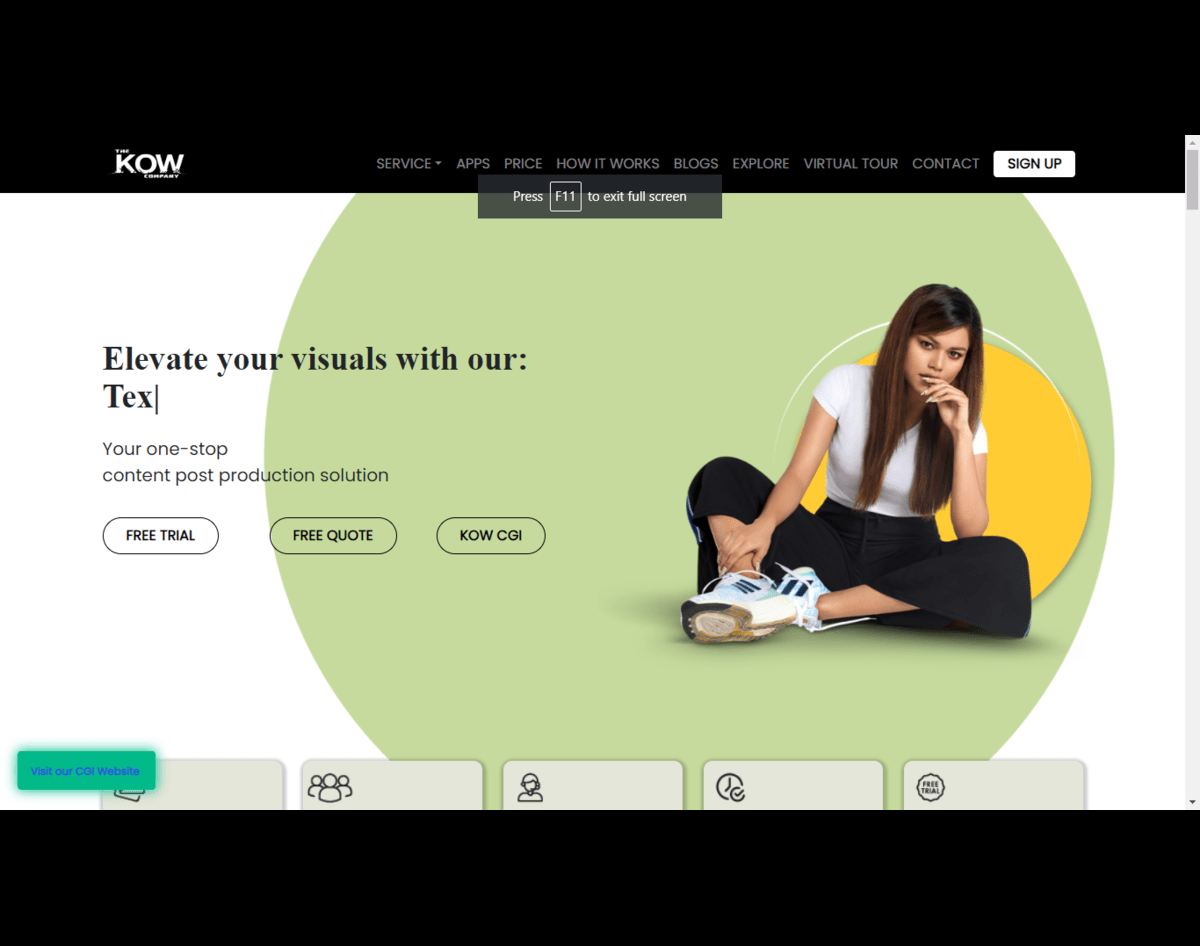 THE
KOW
COMPANY
SERVICE APPS PRICE HOW IT WORKS BLOGS EXPLORE VIRTUAL TOUR CONTACT SIGN UP
Press F11 to exit full screen
Elevate your visuals with our:
Tex|
Your one-stop
content post production solution
FREE TRIAL FREE QUOTE KOW CGI
Visit our CGI Website
FREE
TRIAL